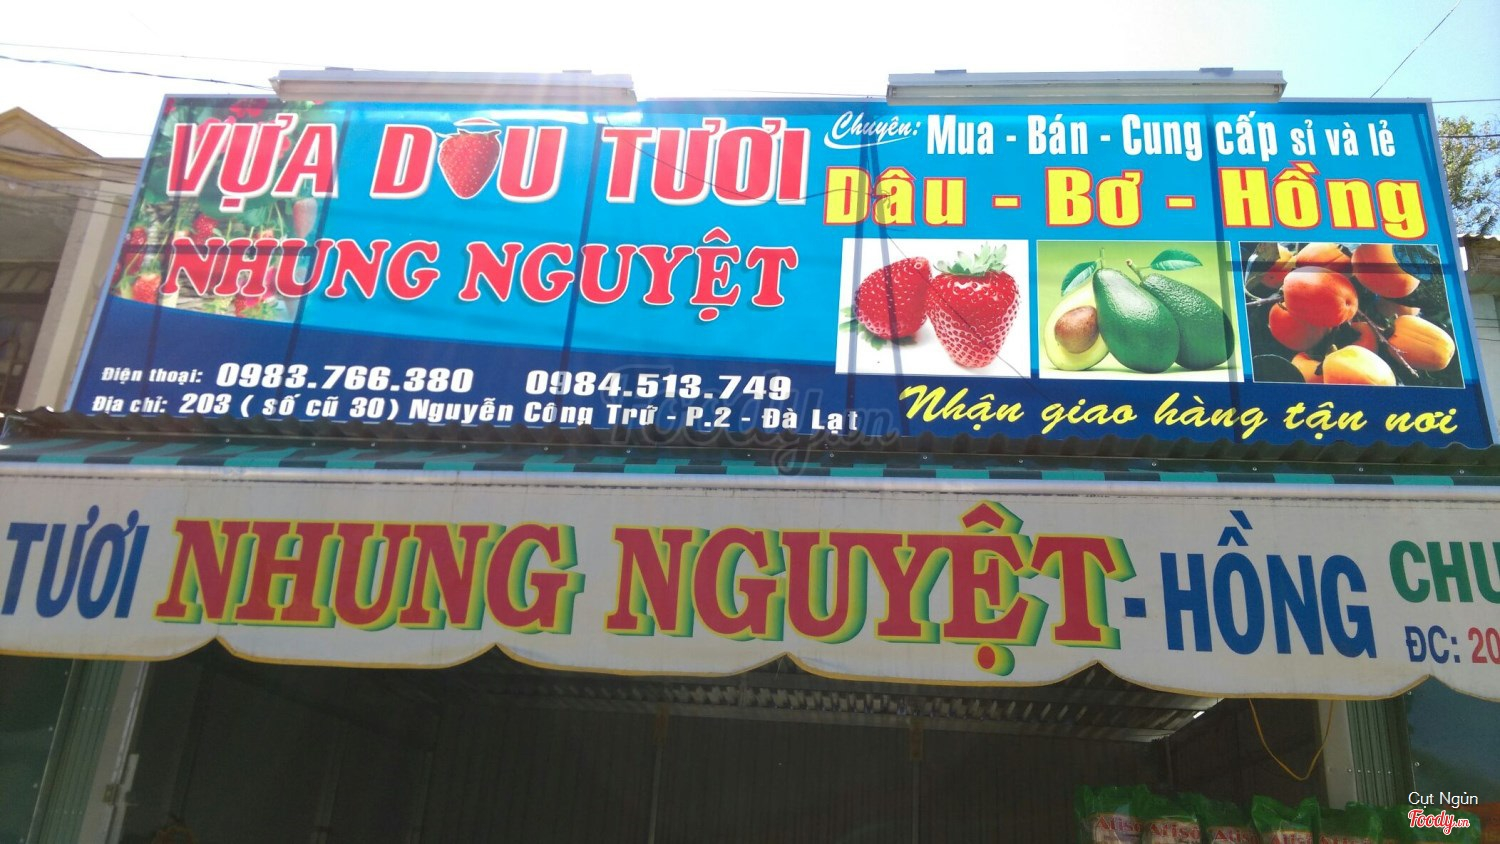 VỰA DÂU TƯƠI
NHUNG NGUYỆT
Điện thoại: 0983.766.380 0984.513.749
Địa chỉ: 203 ( số cũ 30) Nguyễn Công Trứ - P.2 - Đà Lạt
Chuyên: Mua - Bán - Cung cấp sỉ và lẻ
Dâu - Bơ - Hồng
Nhận giao hàng tận nơi
TƯƠI NHUNG NGUYỆT - HỒNG CHU
ĐC: 20
Foody.vn
Cụt Ngủn
Foody.vn